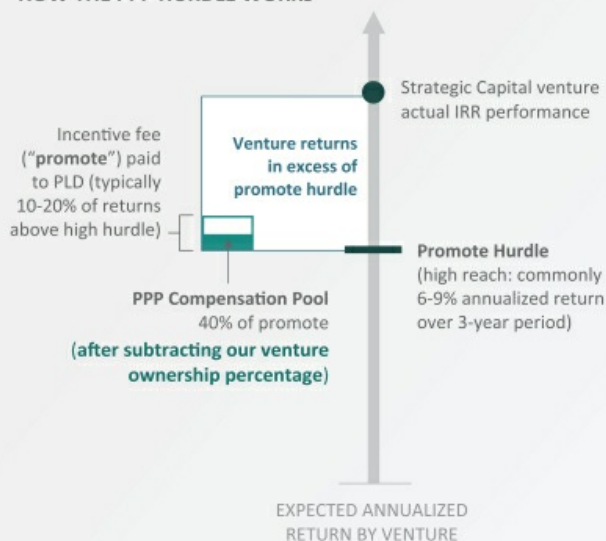 Strategic Capital venture
actual IRR performance
Incentive fee
("promote") paid
to PLD (typically
10-20% of returns
above high hurdle)
Venture returns
in excess of
promote hurdle
Promote Hurdle
(high reach: commonly
6-9% annualized return
over 3-year period)
PPP Compensation Pool
40% of promote
(after subtracting our venture
ownership percentage)
EXPECTED ANNUALIZED
RETURN BY VENTURE